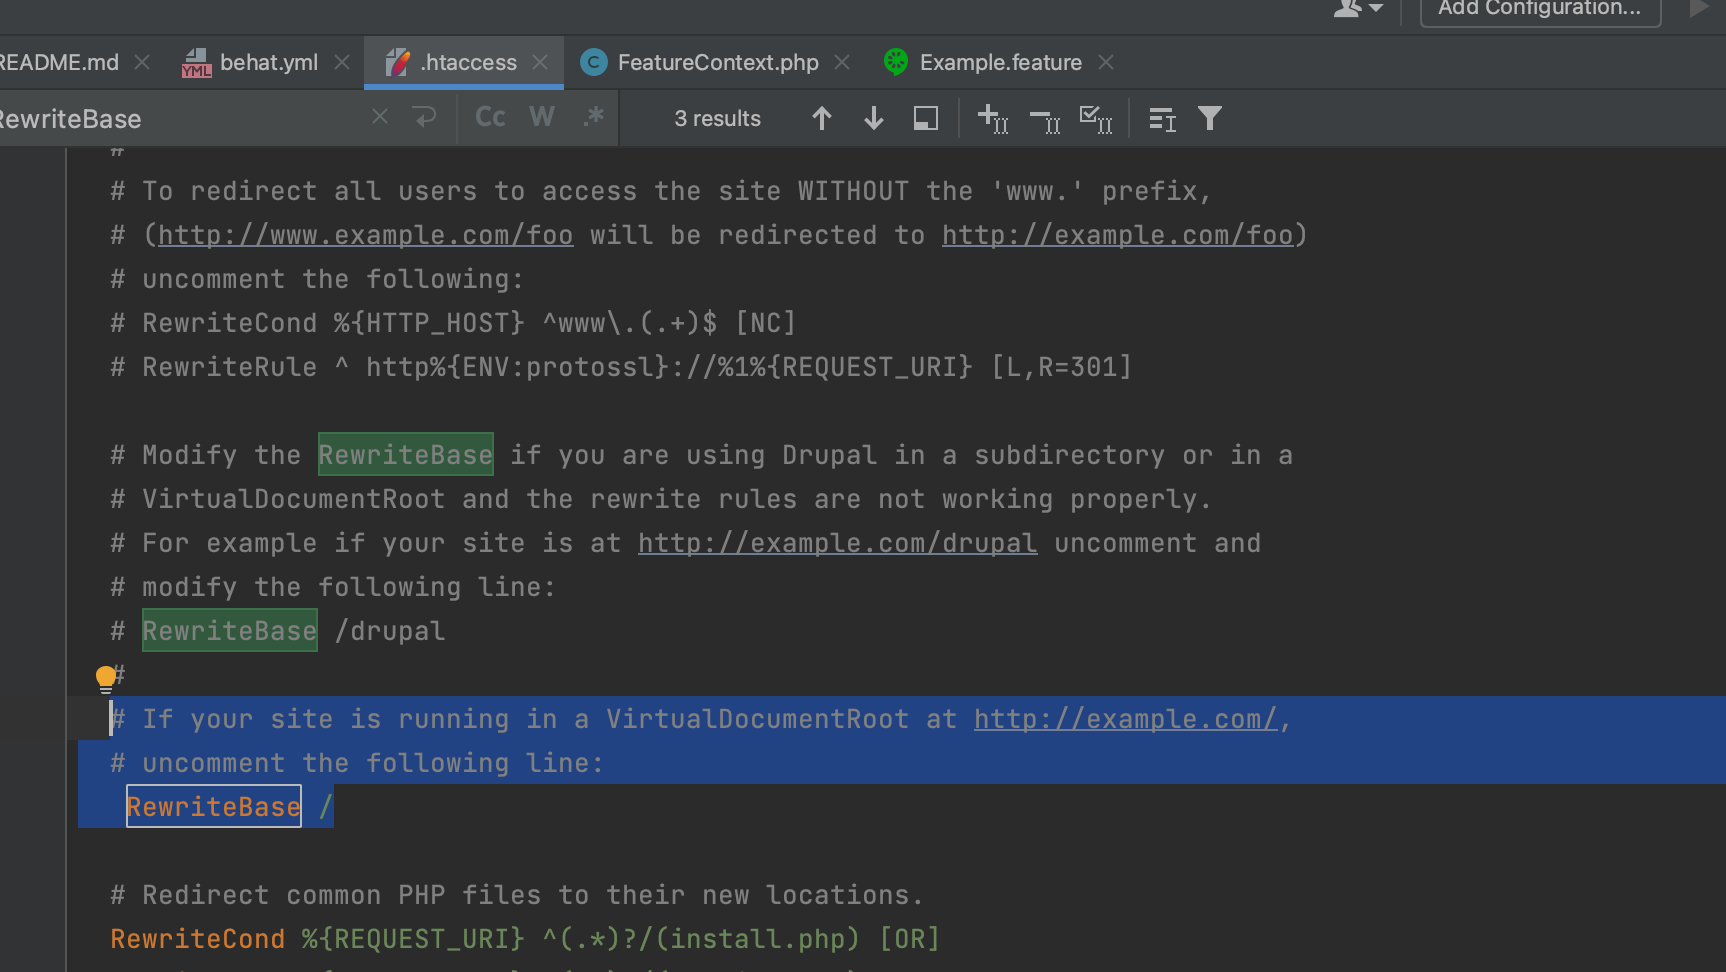 Add Configuration...
README.md
behat.yml
.htaccess
FeatureContext.php
Example.feature
RewriteBase
Cc W .*
3 results
#
# To redirect all users to access the site WITHOUT the 'www.' prefix,
# (http://www.example.com/foo will be redirected to http://example.com/foo)
# uncomment the following:
# RewriteCond %{HTTP_HOST} ^www\.(.+)$ [NC]
# RewriteRule ^ http%{ENV:protossl}://%1%{REQUEST_URI} [L,R=301]
# Modify the RewriteBase if you are using Drupal in a subdirectory or in a
# VirtualDocumentRoot and the rewrite rules are not working properly.
# For example if your site is at http://example.com/drupal uncomment and
# modify the following line:
# RewriteBase /drupal
#
# If your site is running in a VirtualDocumentRoot at http://example.com/,
# uncomment the following line:
RewriteBase /
# Redirect common PHP files to their new locations.
RewriteCond %{REQUEST_URI} ^(.*)?/(install.php) [OR]